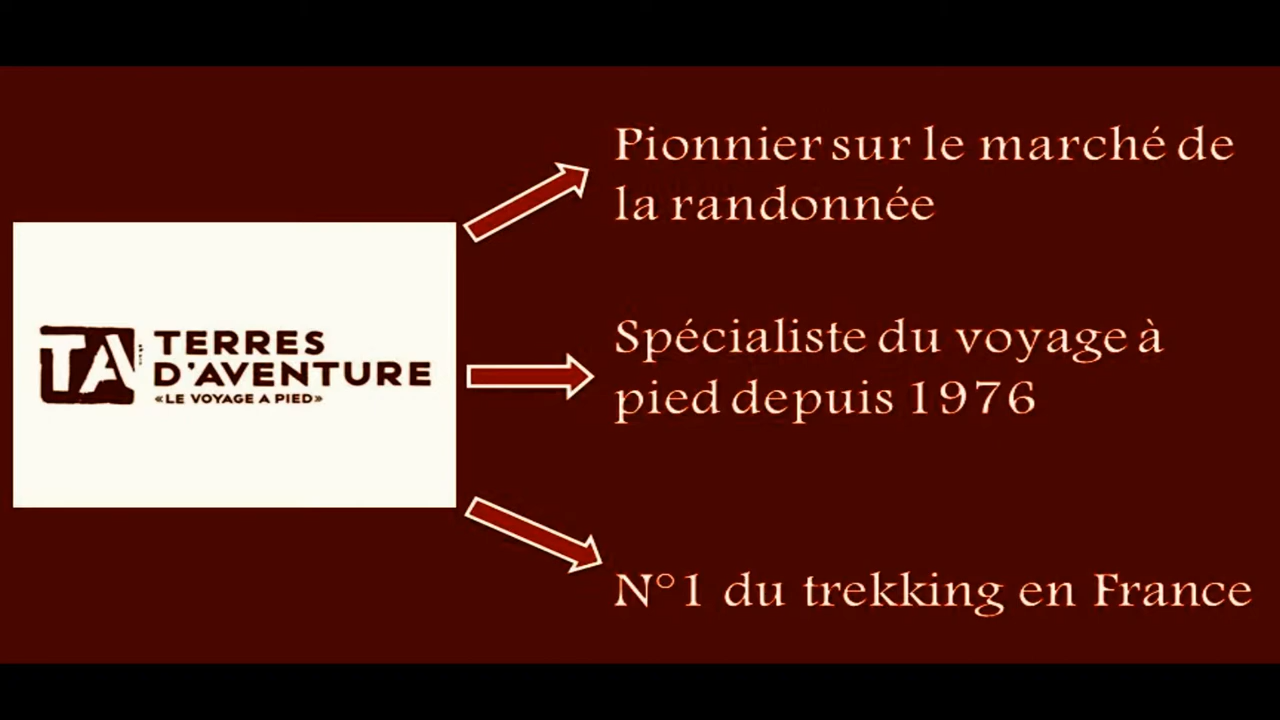 TA
TERRES
D'AVENTURE
«LE VOYAGE A PIED»
Pionnier sur le marché de
la randonnée
Spécialiste du voyage à
pied depuis 1976
N°1 du trekking en France